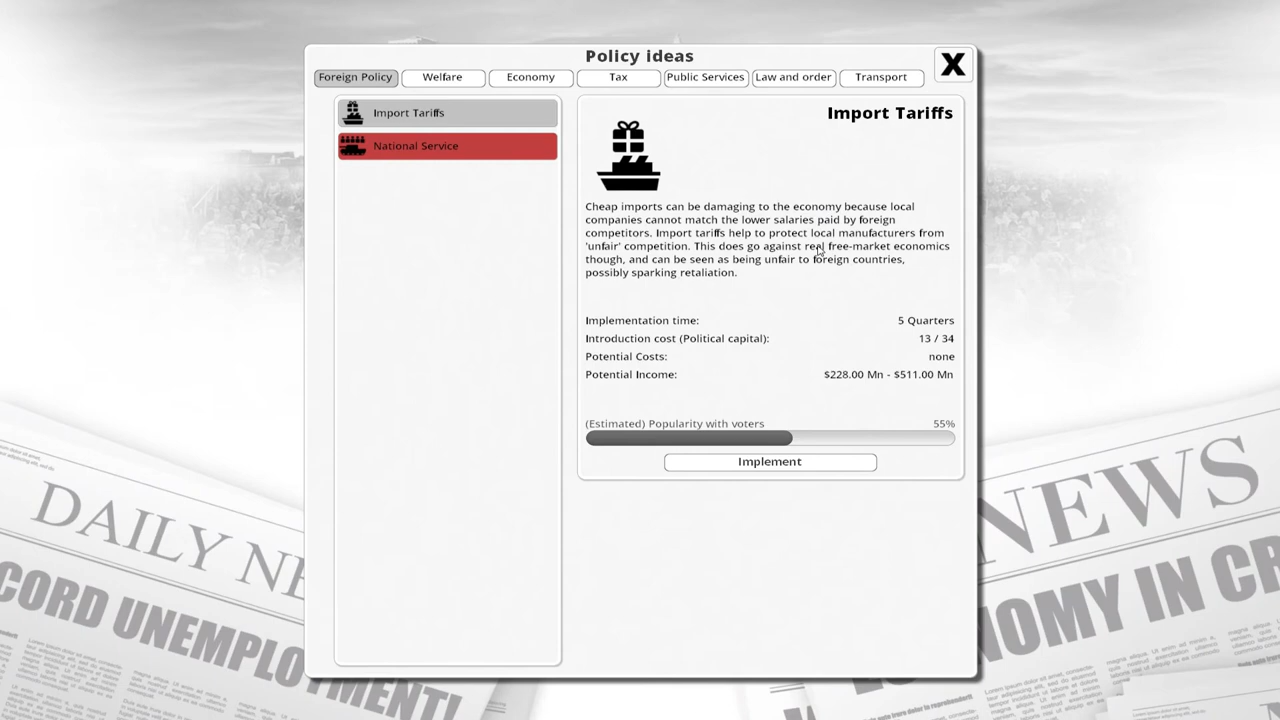 Policy ideas
X
Foreign Policy
Welfare
Economy
Tax
Public Services
Law and order
Transport
Import Tariffs
National Service
Import Tariffs
Cheap imports can be damaging to the economy because local
companies cannot match the lower salaries paid by foreign
competitors. Import tariffs help to protect local manufacturers from
'unfair' competition. This does go against real free-market economics
though, and can be seen as being unfair to foreign countries,
possibly sparking retaliation.
Implementation time: 5 Quarters
Introduction cost (Political capital): 13 / 34
Potential Costs: none
Potential Income: $228.00 Mn - $511.00 Mn
(Estimated) Popularity with voters 55%
Implement
DAILY NE
CORD UNEMPLO
YMENT!
NEWS
NOMY IN CR